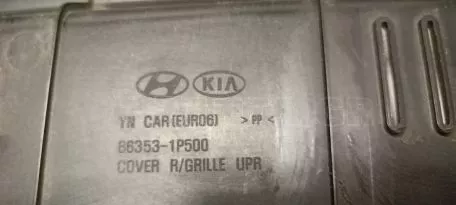 KIA
YN CAR(EURO6) >PP<
86353-1P500
COVER R/GRILLE UPR